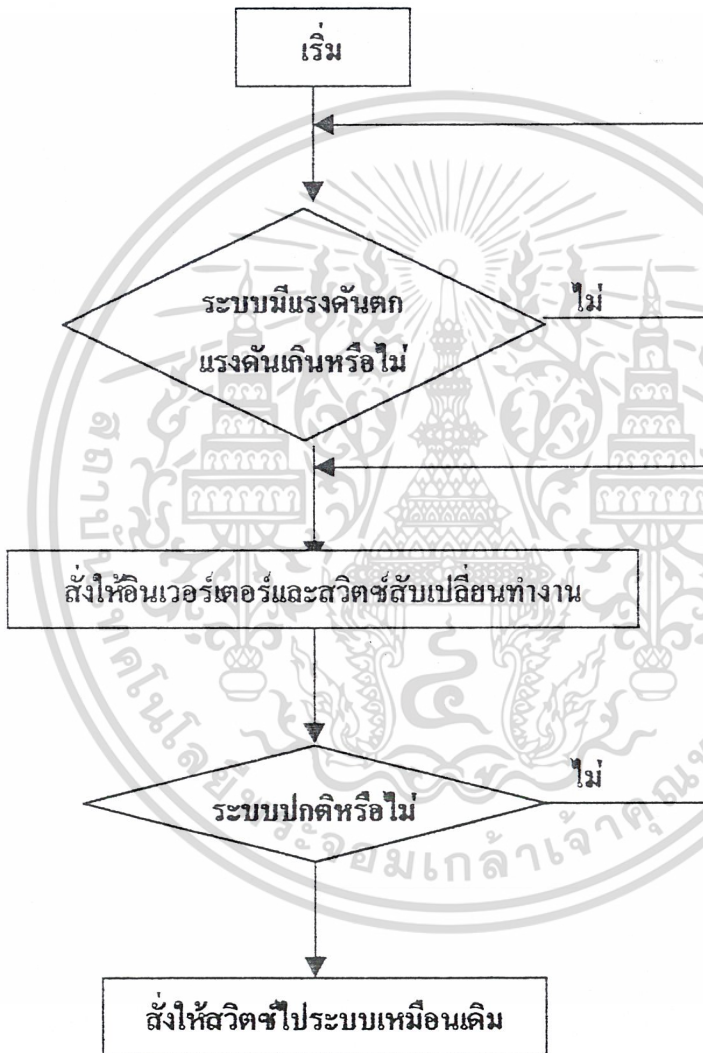 เริ่ม
ระบบมีแรงดันตก
แรงดันเกินหรือไม่
ไม่
สั่งให้อินเวอร์เตอร์และสวิตช์สับเปลี่ยนทำงาน
ระบบปกติหรือไม่
ไม่
สั่งให้สวิตช์ไประบบเหมือนเดิม